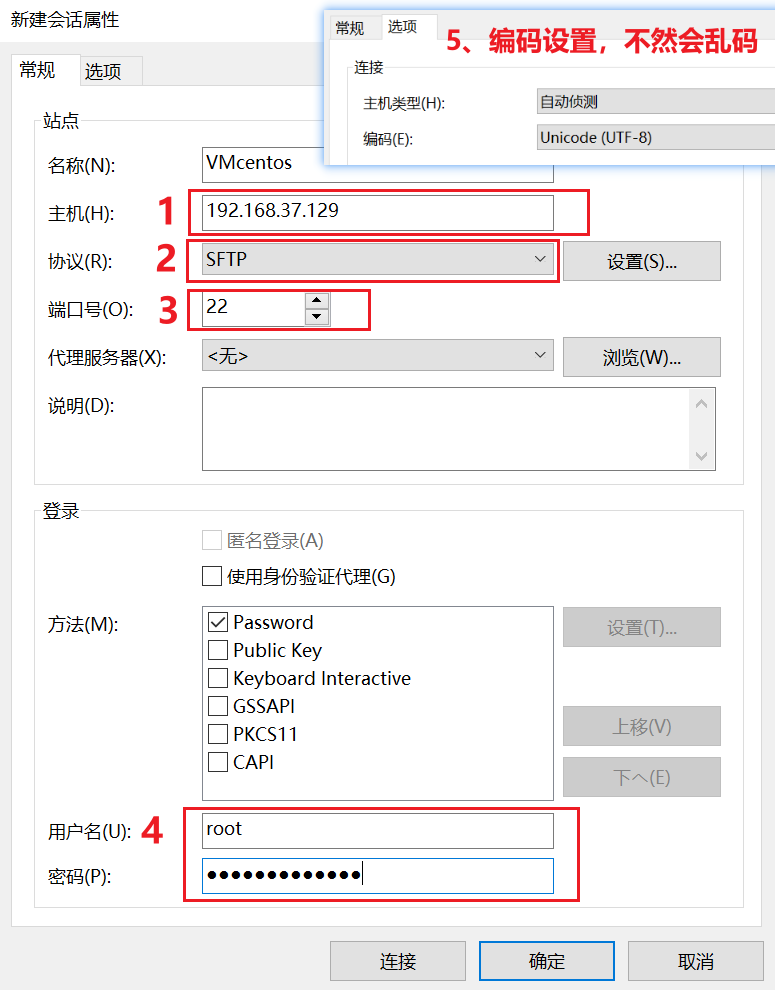 新建会话属性
常规 选项
5、编码设置，不然会乱码
连接
主机类型(H): 自动侦测
编码(E): Unicode (UTF-8)
常规 选项
站点
名称(N): VMcentos
主机(H): 1 192.168.37.129
协议(R): 2 SFTP 设置(S)...
端口号(O): 3 22
代理服务器(X): <无> 浏览(W)...
说明(D):
登录
匿名登录(A)
使用身份验证代理(G)
方法(M): Password 设置(T)...
Public Key
Keyboard Interactive
GSSAPI
上移(V)
PKCS11
CAPI
下へ(E)
用户名(U): 4 root
密码(P): ●●●●●●●●●●●●●
连接 确定 取消